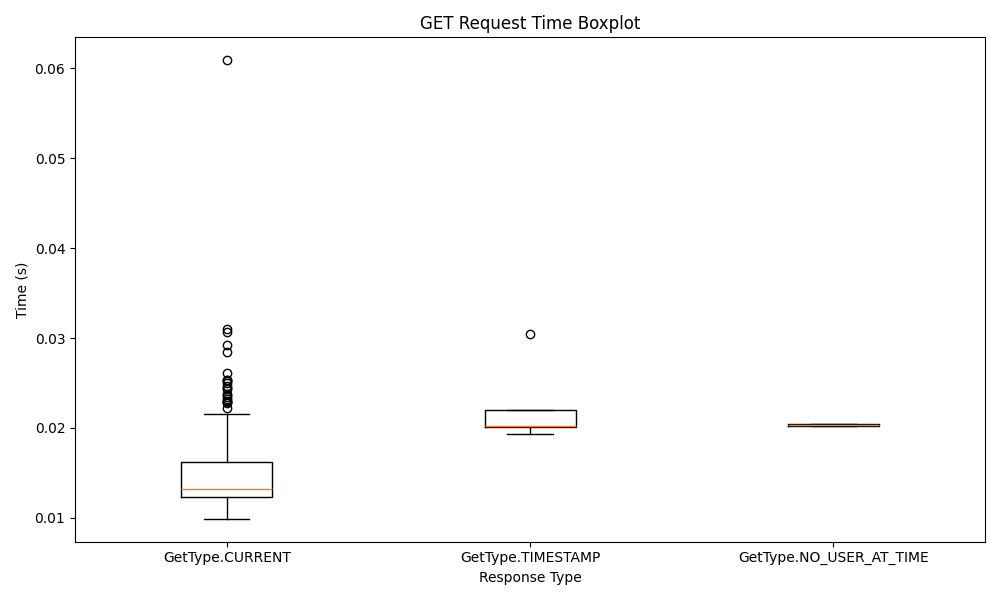 GET Request Time Boxplot
0.06
0.05
0.04
0.03
0.02
0.01
Time (s)
GetType.CURRENT
GetType.TIMESTAMP
GetType.NO_USER_AT_TIME
Response Type